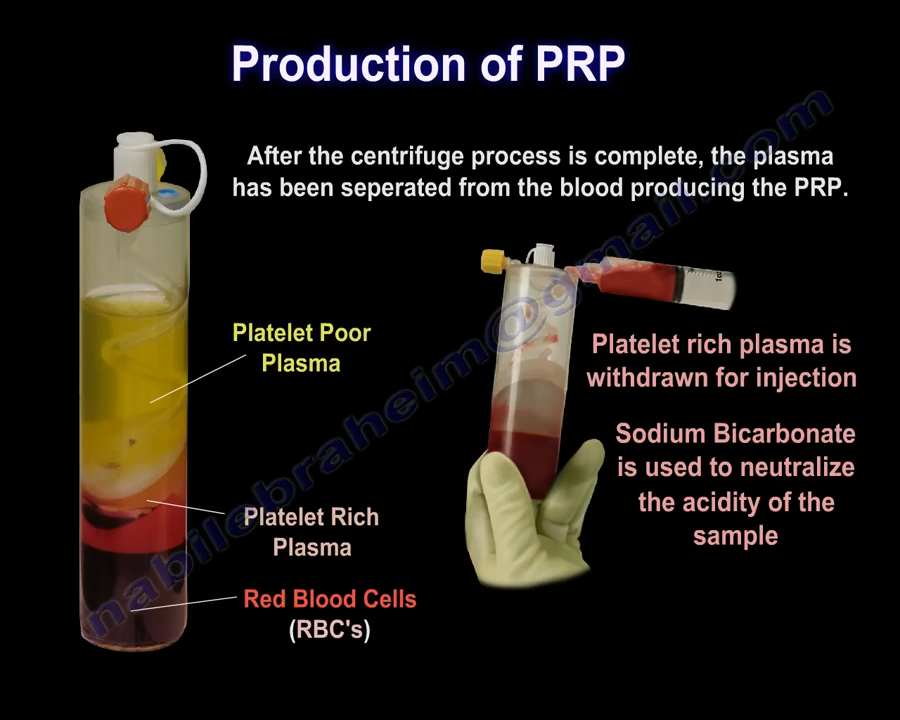 Production of PRP
After the centrifuge process is complete, the plasma
has been seperated from the blood producing the PRP.
Platelet Poor
Plasma
Platelet Rich
Plasma
Red Blood Cells
(RBC's)
Platelet rich plasma is
withdrawn for injection
Sodium Bicarbonate
is used to neutralize
the acidity of the
sample
nabilebraheim@gmail.com